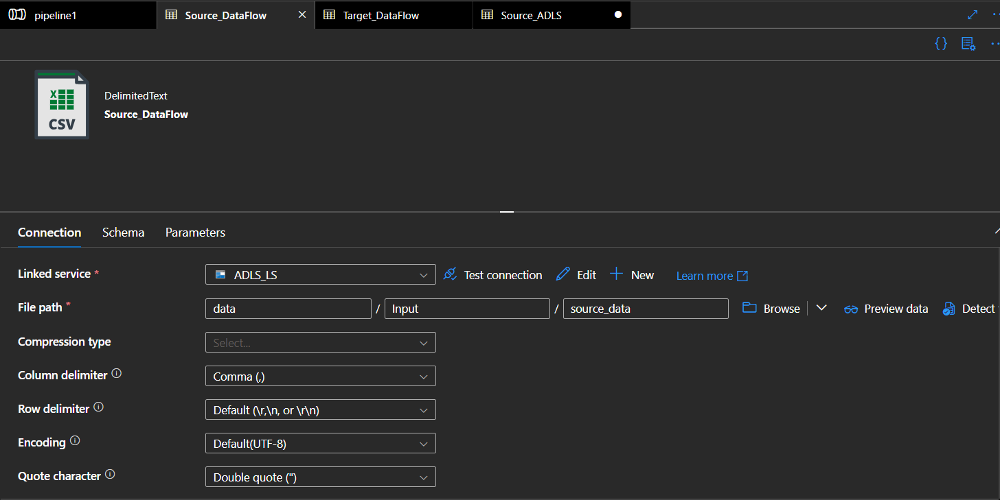 pipeline1
Source_DataFlow
Target_DataFlow
Source_ADLS
{}
DelimitedText
Source_DataFlow
CSV
Connection
Schema
Parameters
Linked service *
ADLS_LS
Test connection
Edit
New
Learn more
File path *
data / Input / source_data
Browse
Preview data
Detect
Compression type
Select...
Column delimiter
Comma (,)
Row delimiter
Default (\r,\n, or \r\n)
Encoding
Default(UTF-8)
Quote character
Double quote (")